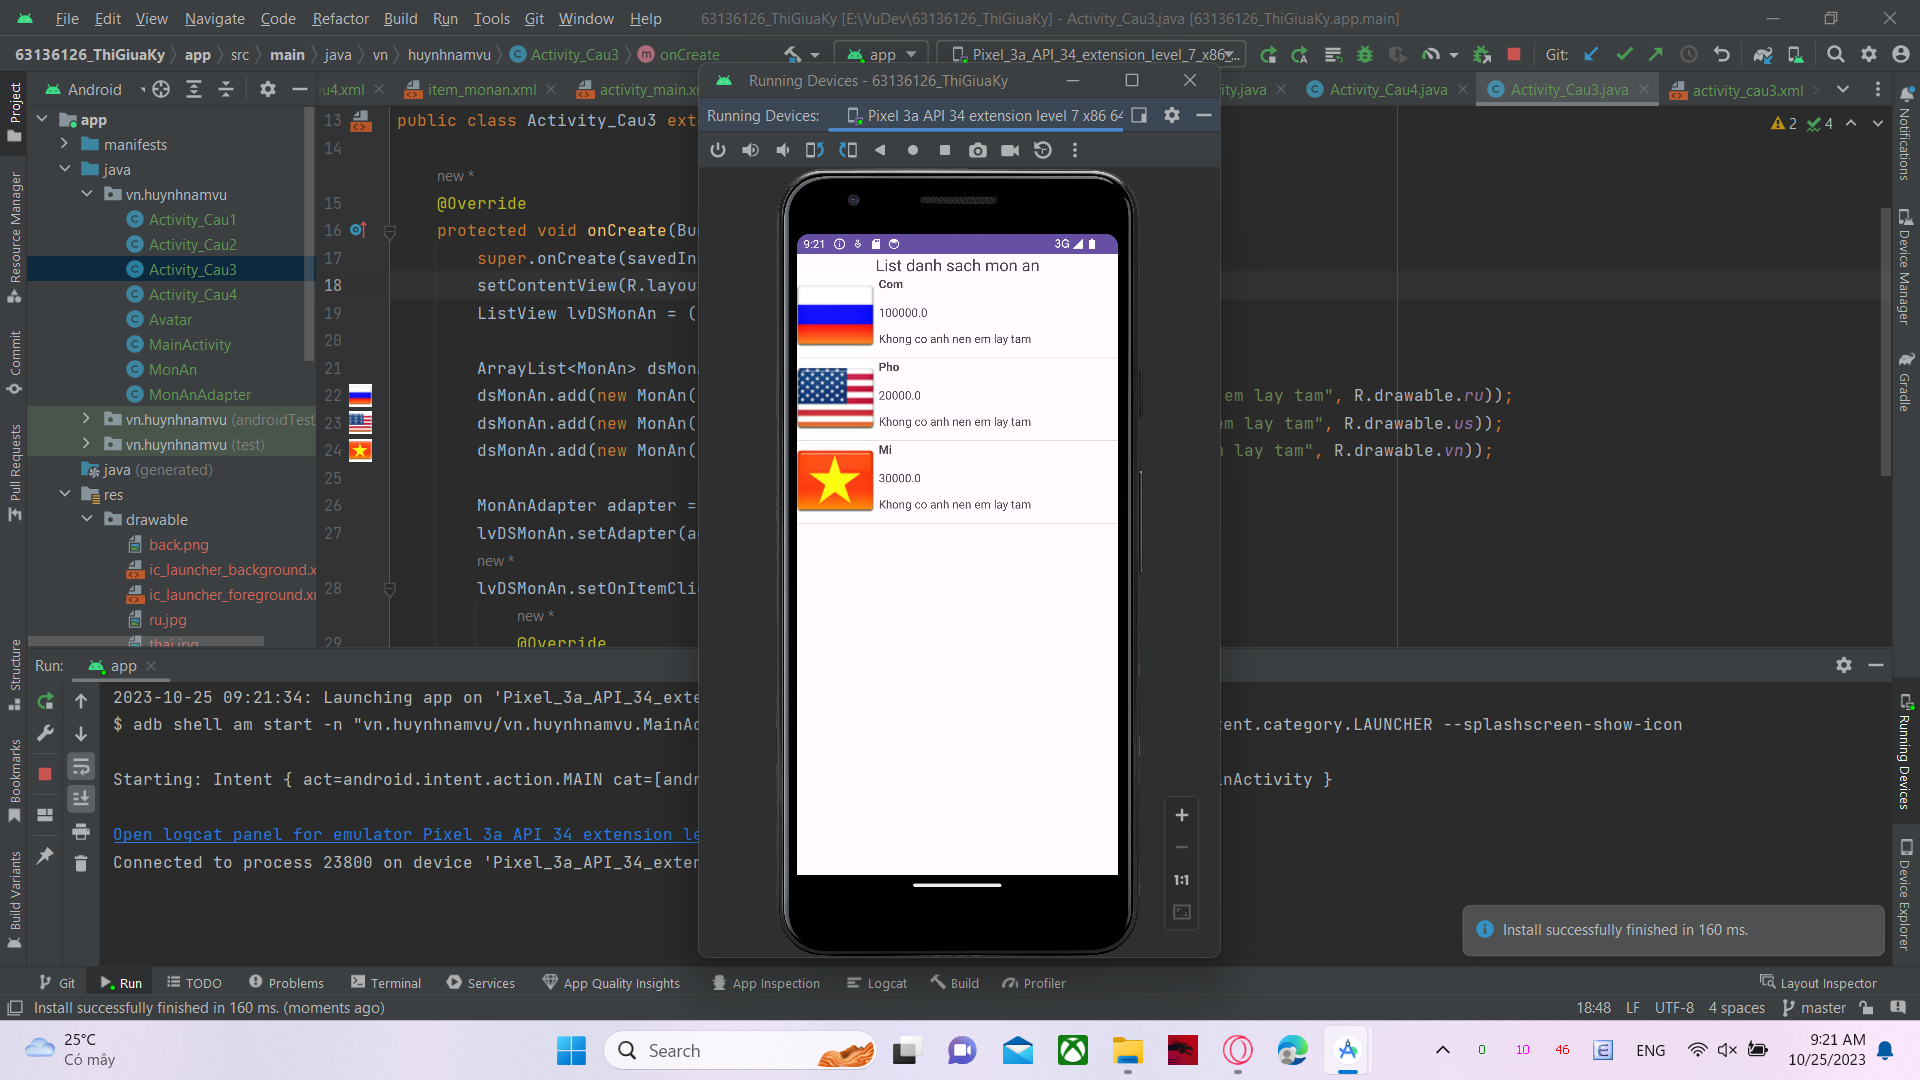 File Edit View Navigate Code Refactor Build Run Tools Git Window Help 63136126_ThiGiuaKy [E:\VuDev\63136126_ThiGiuaKy] - Activity_Cau3.java [63136126_ThiGiuaKy.app.main]
63136126_ThiGiuaKy app src main java vn huynhnamvu Activity_Cau3 onCreate app Pixel_3a_API_34_extension_level_7_x86 Git:
Running Devices - 63136126_ThiGiuaKy
Android u4.xml item_monan.xml activity_main.x Activity_Cau4.java Activity_Cau3.java activity_cau3.xml
Running Devices: Pixel 3a API 34 extension level 7 x86 64
Project
Resource Manager
Commit
Pull Requests
Structure
Bookmarks
Build Variants
app
manifests
java
vn.huynhnamvu
Activity_Cau1
Activity_Cau2
Activity_Cau3
Activity_Cau4
Avatar
MainActivity
MonAn
MonAnAdapter
vn.huynhnamvu (androidTest
vn.huynhnamvu (test)
java (generated)
res
drawable
back.png
ic_launcher_background.x
ic_launcher_foreground.x
ru.jpg
thai.jpg
2 4
13 public class Activity_Cau3 ext
14
new *
15 @Override
16 protected void onCreate(Bu
17 super.onCreate(savedIn
18 setContentView(R.layou
19 ListView lvDSMonAn = (
20
21 ArrayList<MonAn> dsMon
22 dsMonAn.add(new MonAn( em lay tam", R.drawable.ru));
23 dsMonAn.add(new MonAn( m lay tam", R.drawable.us));
24 dsMonAn.add(new MonAn( lay tam", R.drawable.vn));
25
26 MonAnAdapter adapter =
27 lvDSMonAn.setAdapter(a
new *
28 lvDSMonAn.setOnItemCli
new *
29 @Override
9:21 3G
List danh sach mon an
Com
100000.0
Khong co anh nen em lay tam
Pho
20000.0
Khong co anh nen em lay tam
Mi
30000.0
Khong co anh nen em lay tam
1:1
Notifications
Device Manager
Gradle
Running Devices
Device Explorer
Run: app
2023-10-25 09:21:34: Launching app on 'Pixel_3a_API_34_exte
$ adb shell am start -n "vn.huynhnamvu/vn.huynhnamvu.MainAc tent.category.LAUNCHER --splashscreen-show-icon
Starting: Intent { act=android.intent.action.MAIN cat=[and inActivity }
Open logcat panel for emulator Pixel 3a API 34 extension le
Connected to process 23800 on device 'Pixel_3a_API_34_exten
Install successfully finished in 160 ms.
Git Run TODO Problems Terminal Services App Quality Insights App Inspection Logcat Build Profiler Layout Inspector
Install successfully finished in 160 ms. (moments ago) 18:48 LF UTF-8 4 spaces master
25°C
Có mây
Search
0 10 46 ENG
9:21 AM
10/25/2023